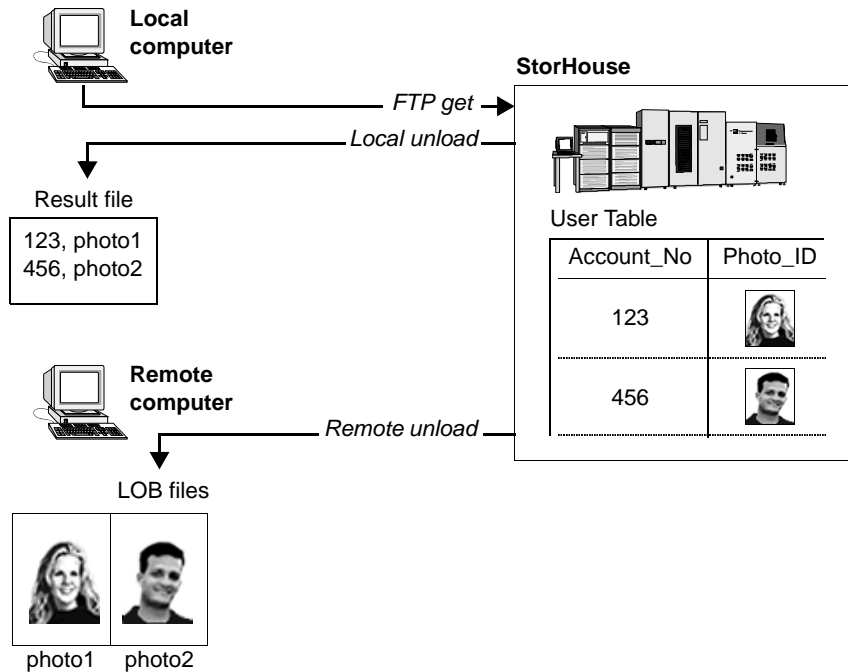 Local
computer
StorHouse
FTP get
Local unload
Result file
123, photo1
456, photo2
User Table
Account_No Photo_ID
123
456
Remote
computer
Remote unload
LOB files
photo1 photo2